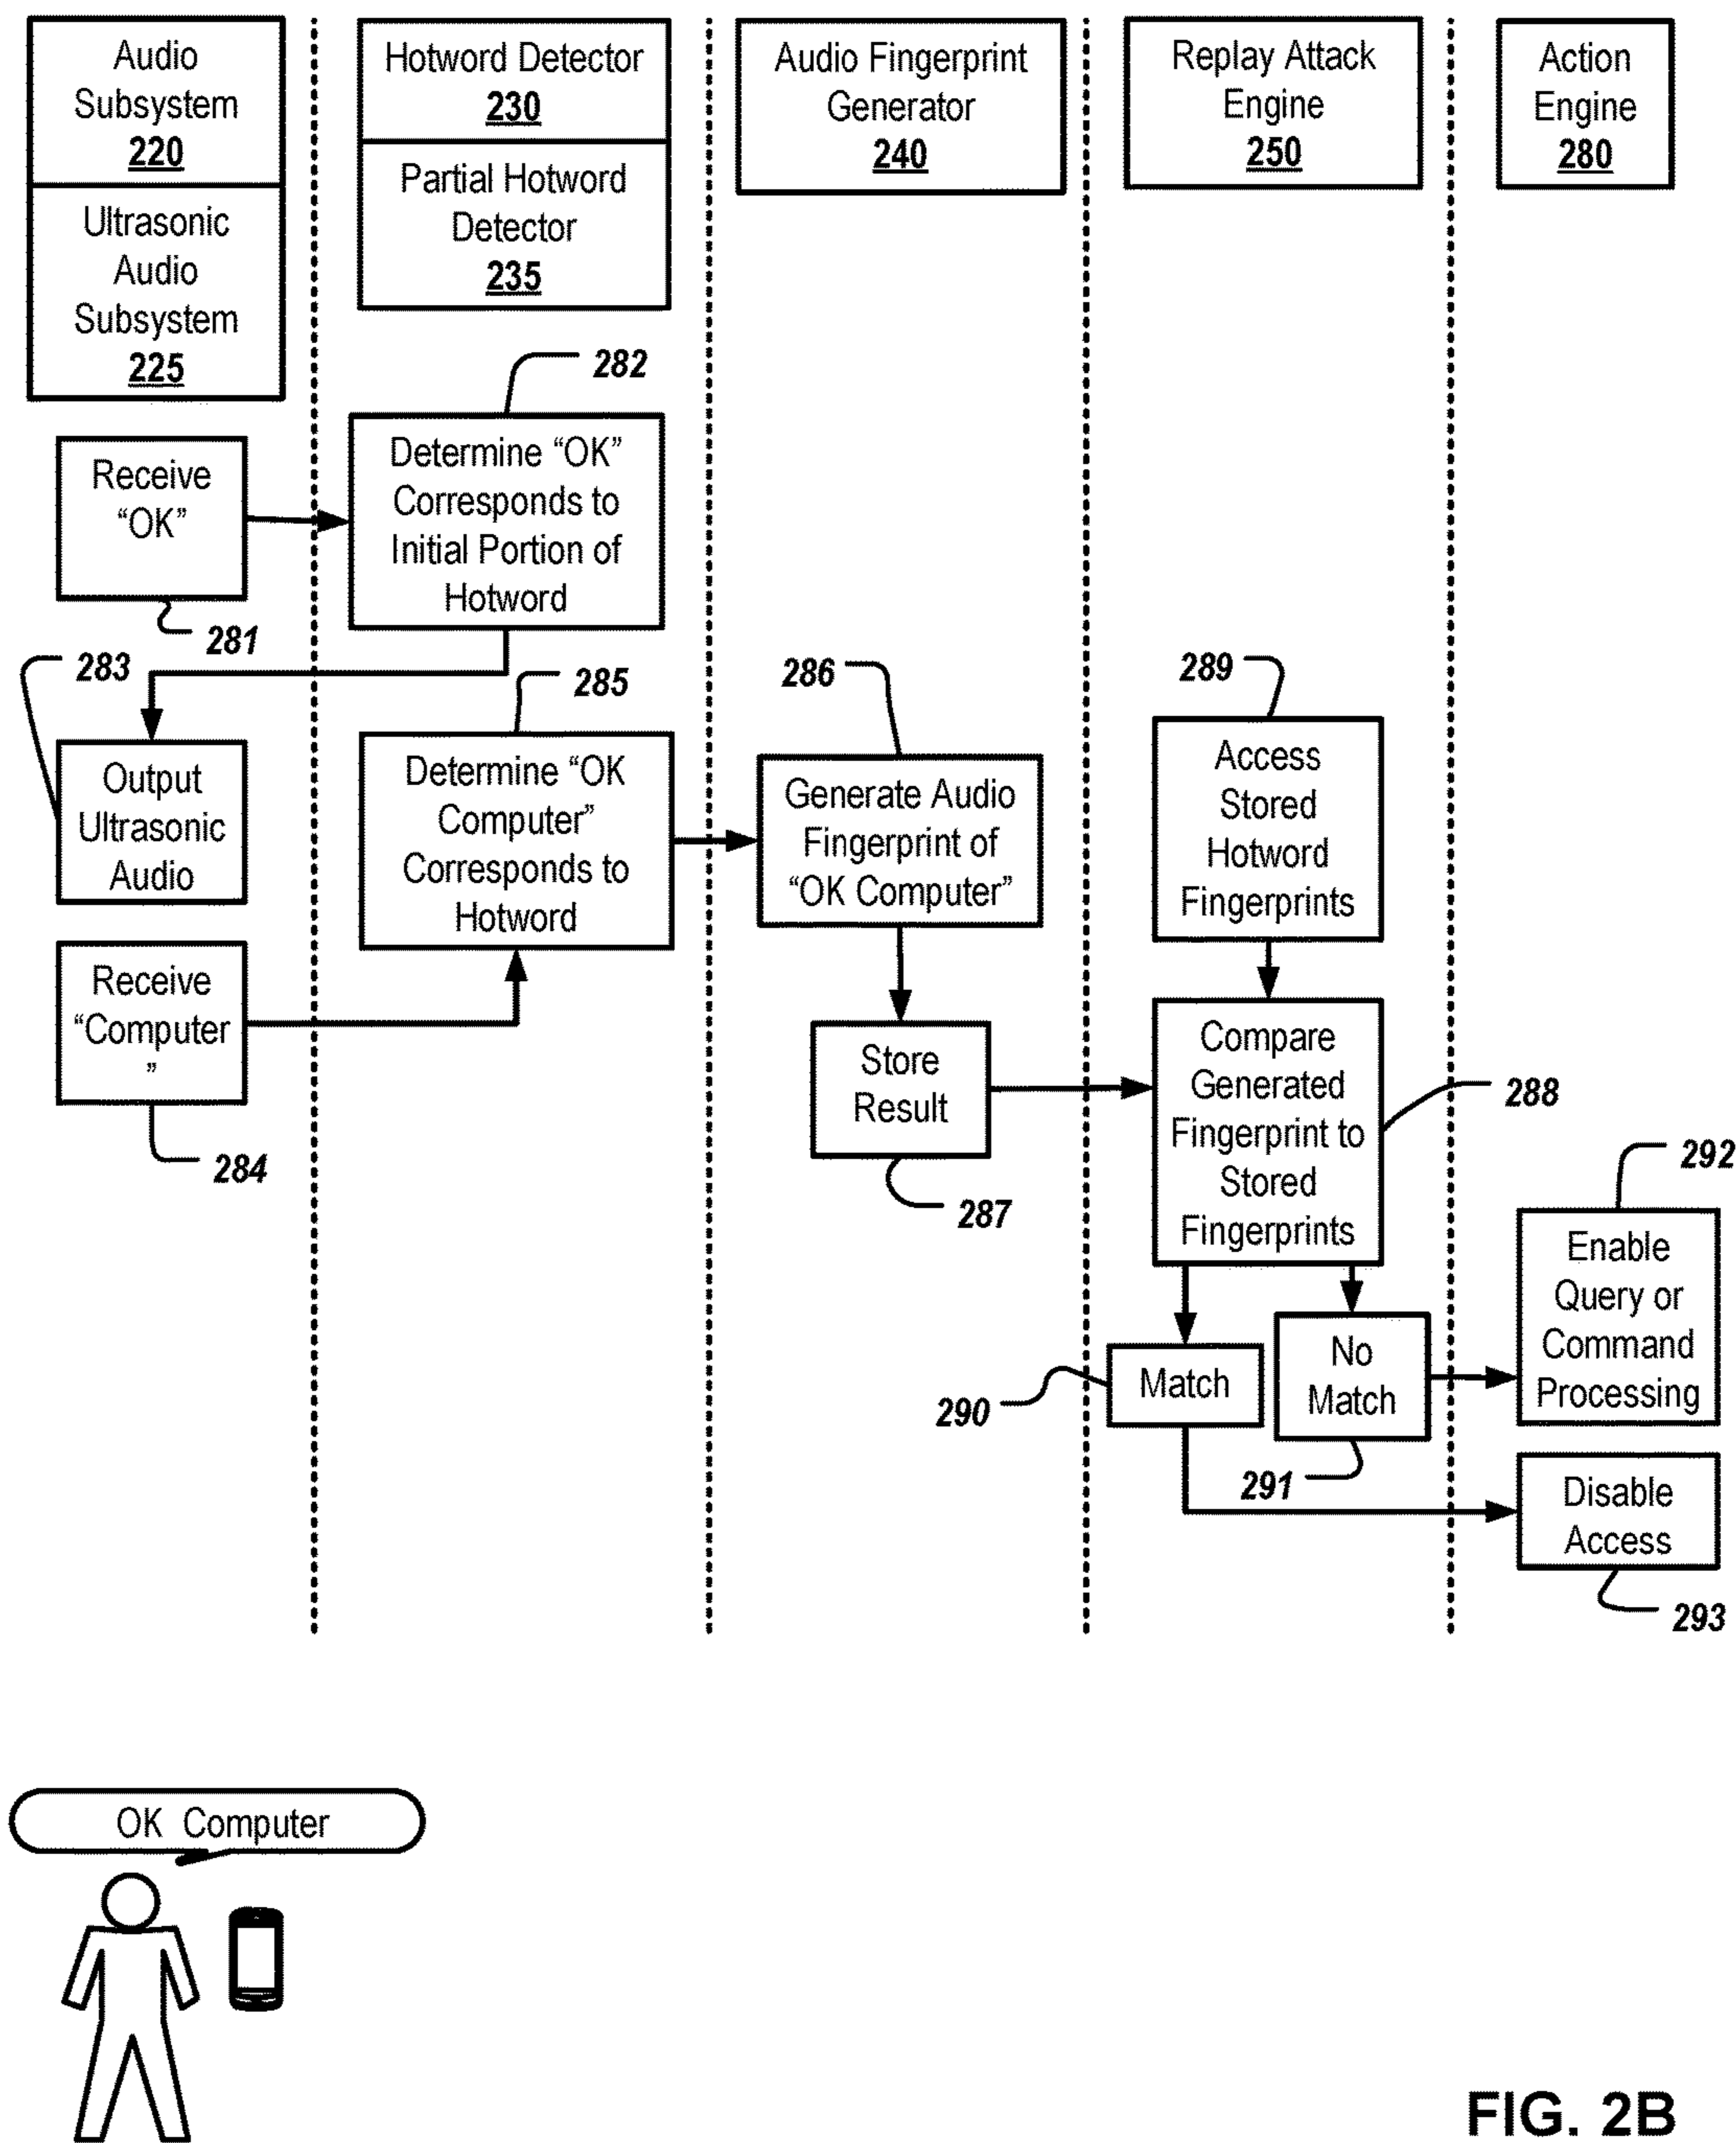 Audio
Subsystem
220
Ultrasonic
Audio
Subsystem
225
Hotword Detector
230
Partial Hotword
Detector
235
Audio Fingerprint
Generator
240
Replay Attack
Engine
250
Action
Engine
280
282
Receive
“OK”
281
Determine “OK”
Corresponds to
Initial Portion of
Hotword
283
Output
Ultrasonic
Audio
285
Determine “OK
Computer”
Corresponds to
Hotword
Receive
“Computer
”
284
286
Generate Audio
Fingerprint of
“OK Computer”
Store
Result
287
289
Access
Stored
Hotword
Fingerprints
Compare
Generated
Fingerprint to
Stored
Fingerprints
288
290
Match
No
Match
291
292
Enable
Query or
Command
Processing
Disable
Access
293
OK Computer
FIG. 2B